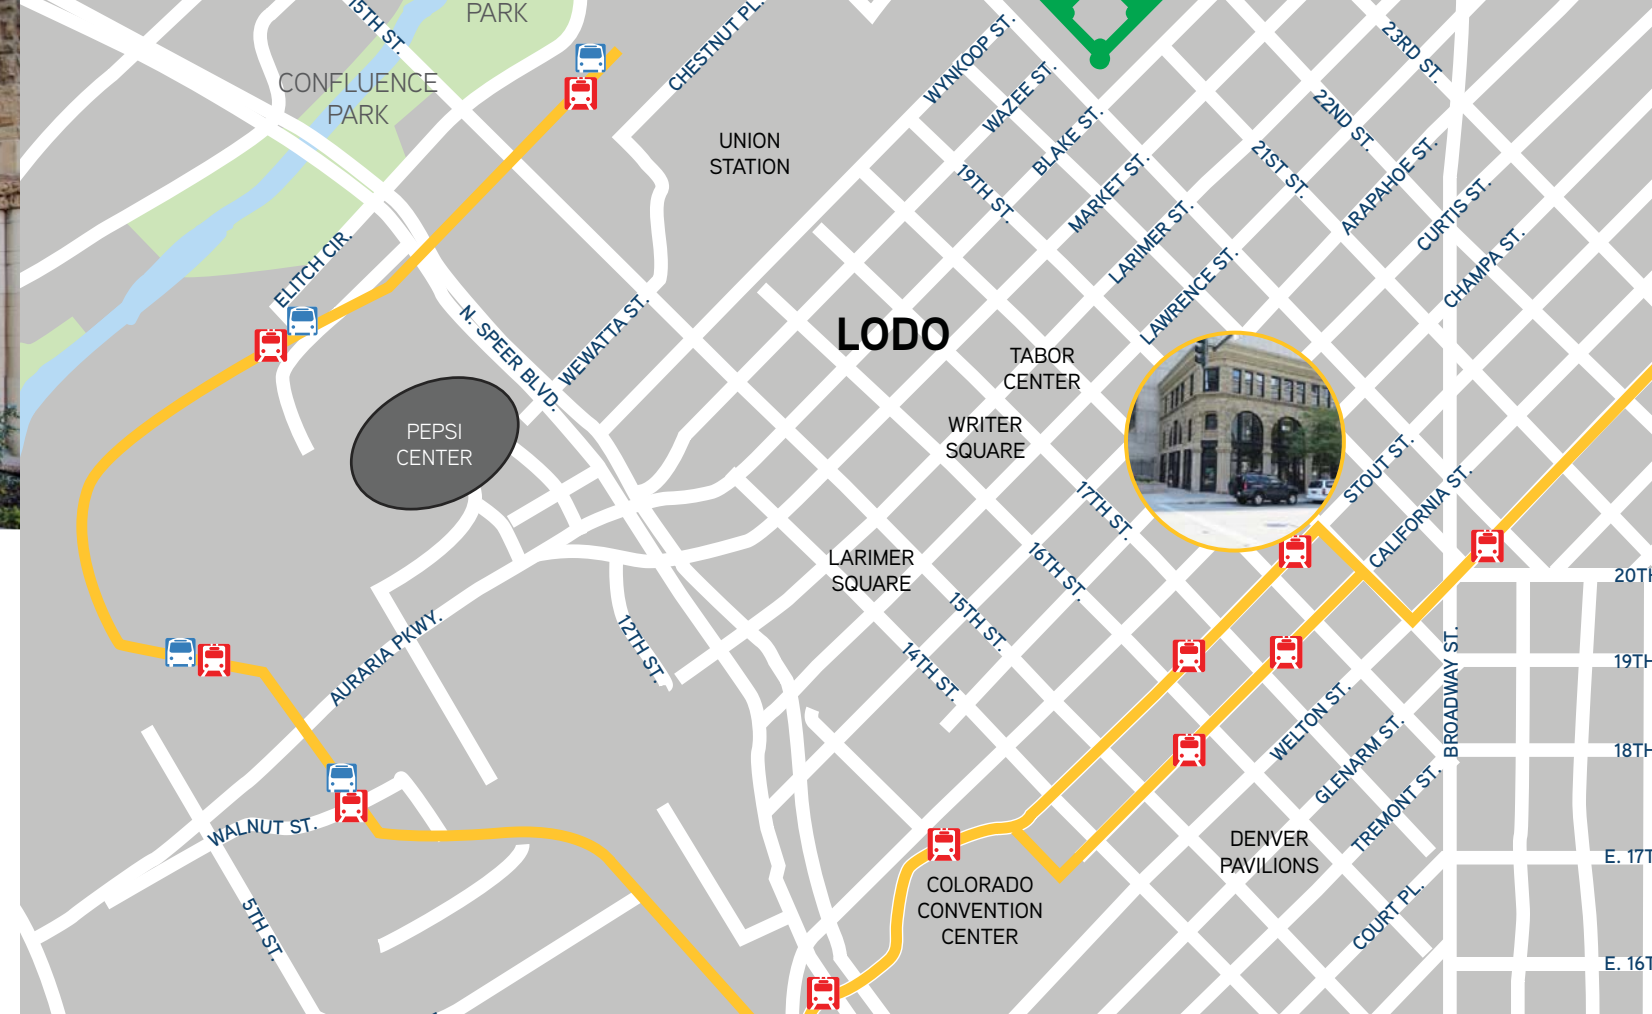 PARK
15TH ST.
CHESTNUT PL.
CONFLUENCE
PARK
UNION
STATION
WYNKOOP ST.
WAZEE ST.
BLAKE ST.
MARKET ST.
LARIMER ST.
LAWRENCE ST.
19TH ST.
23RD ST.
22ND ST.
21ST ST.
ARAPAHOE ST.
CURTIS ST.
CHAMPA ST.
ELITCH CIR.
N. SPEER BLVD.
WEWATTA ST.
LODO
TABOR
CENTER
WRITER
SQUARE
PEPSI
CENTER
STOUT ST.
CALIFORNIA ST.
17TH ST.
16TH ST.
15TH ST.
14TH ST.
LARIMER
SQUARE
12TH ST.
AURARIA PKWY.
WALNUT ST.
5TH ST.
WELTON ST.
GLENARM ST.
TREMONT ST.
COURT PL.
BROADWAY ST.
20TH
19TH
18TH
E. 17T
E. 16T
DENVER
PAVILIONS
COLORADO
CONVENTION
CENTER